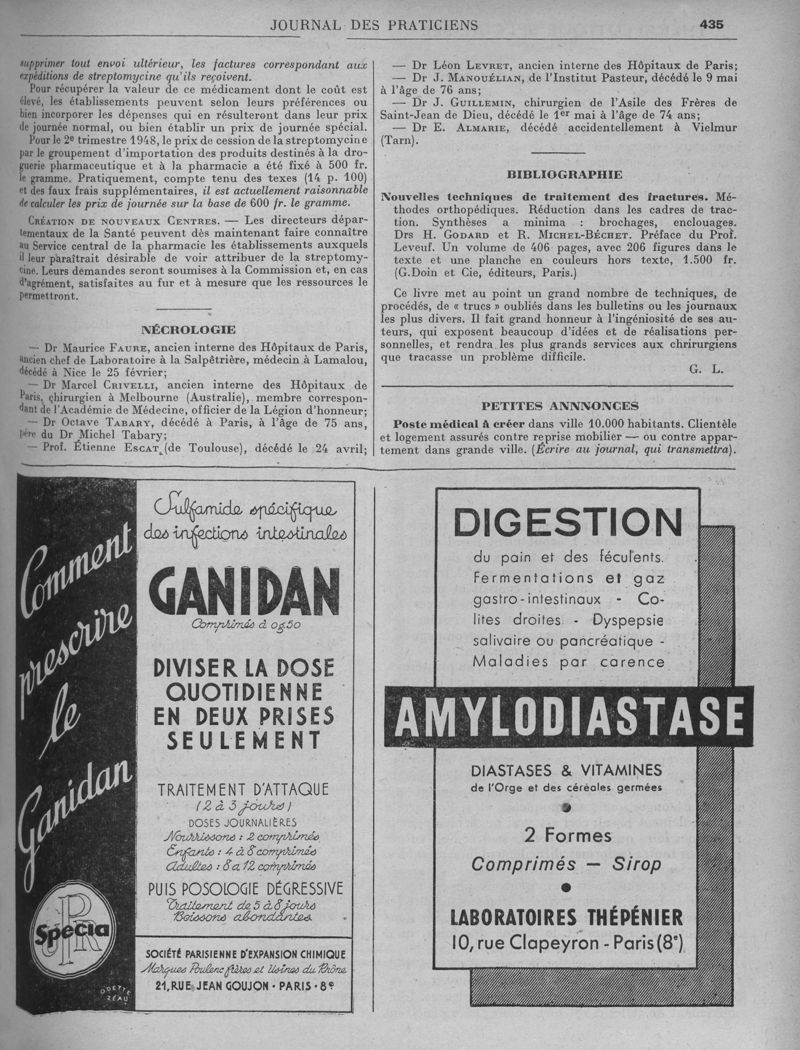 JOURNAL DES PRATICIENS
435
supprimer tout envoi ultérieur, les factures correspondant aux
expéditions de streptomycine qu'ils reçoivent.
Pour récupérer la valeur de ce médicament dont le coût est
élevé, les établissements peuvent selon leurs préférences ou
bien incorporer les dépenses qui en résulteront dans leur prix
de journée normal, ou bien établir un prix de journée spécial.
Pour le 2e trimestre 1948, le prix de cession de la streptomycine
par le groupement d'importation des produits destinés à la dro-
guerie pharmaceutique et à la pharmacie a été fixé à 500 fr.
le gramme. Pratiquement, compte tenu des texes (14 p. 100)
et des faux frais supplémentaires, il est actuellement raisonnable
de calculer les prix de journée sur la base de 600 fr. le gramme.
CRÉATION DE NOUVEAUX CENTRES. — Les directeurs dépar-
tementaux de la Santé peuvent dès maintenant faire connaître
au Service central de la pharmacie les établissements auxquels
il leur paraîtrait désirable de voir attribuer de la streptomy-
cine. Leurs demandes seront soumises à la Commission et, en cas
d'agrément, satisfaites au fur et à mesure que les ressources le
permettront.
NÉCROLOGIE
— Dr Maurice FAURE, ancien interne des Hôpitaux de Paris,
ancien chef de Laboratoire à la Salpêtrière, médecin à Lamalou,
décédé à Nice le 25 février;
— Dr Marcel CRIVELLI, ancien interne des Hôpitaux de
Paris, chirurgien à Melbourne (Australie), membre correspon-
dant de l'Académie de Médecine, officier de la Légion d'honneur;
— Dr Octave TABARY, décédé à Paris, à l'âge de 75 ans,
père du Dr Michel Tabary;
— Prof. Étienne ESCAT (de Toulouse), décédé le 24 avril;
— Dr Léon LEVRET, ancien interne des Hôpitaux de Paris;
— Dr J. MANOUÉLIAN, de l'Institut Pasteur, décédé le 9 mai
à l'âge de 76 ans;
— Dr J. GUILLEMIN, chirurgien de l'Asile des Frères de
Saint-Jean de Dieu, décédé le 1er mai à l'âge de 74 ans;
— Dr E. ALMARIE, décédé accidentellement à Vielmur
(Tarn).
BIBLIOGRAPHIE
Nouvelles techniques de traitement des fractures. Mé-
thodes orthopédiques. Réduction dans les cadres de trac-
tion. Synthèses a minima : brochages, enclouages.
Drs H. GODARD et R. MICHEL-BÉCHET. Préface du Prof.
Leveuf. Un volume de 406 pages, avec 206 figures dans le
texte et une planche en couleurs hors texte, 1.500 fr.
(G.Doin et Cie, éditeurs, Paris.)
Ce livre met au point un grand nombre de techniques, de
procédés, de « trucs » oubliés dans les bulletins ou les journaux
les plus divers. Il fait grand honneur à l'ingéniosité de ses au-
teurs, qui exposent beaucoup d'idées et de réalisations per-
sonnelles, et rendra les plus grands services aux chrirurgiens
que tracasse un problème difficile.
G. L.
PETITES ANNNONCES
Poste médical à créer dans ville 10.000 habitants. Clientèle
et logement assurés contre reprise mobilier — ou contre appar-
tement dans grande ville. (Écrire au journal, qui transmettra).
Comment
prescrire
le
Ganidan
SPCRU
Specia
ODETTE
ZÉAU
Sulfamide spécifique
des infections intestinales
GANIDAN
Comprimés à 0g.50
DIVISER LA DOSE
QUOTIDIENNE
EN DEUX PRISES
SEULEMENT
TRAITEMENT D'ATTAQUE
(2 à 3 jours)
DOSES JOURNALIÈRES
Nourrissons : 2 comprimés
Enfants : 4 à 8 comprimés
Adultes : 8 à 12 comprimés
PUIS POSOLOGIE DÉGRESSIVE
Traitement de 5 à 8 jours
Boissons abondantes.
SOCIÉTÉ PARISIENNE D'EXPANSION CHIMIQUE
Marques Poulenc frères et Usines du Rhône
21, RUE JEAN GOUJON • PARIS • 8e
DIGESTION
du pain et des féculents.
Fermentations et gaz
gastro-intestinaux - Co-
lites droites - Dyspepsie
salivaire ou pancréatique -
Maladies par carence
AMYLODIASTASE
DIASTASES & VITAMINES
de l'Orge et des céréales germées
•
2 Formes
Comprimés — Sirop
•
LABORATOIRES THÉPÉNIER
10, rue Clapeyron - Paris (8e)